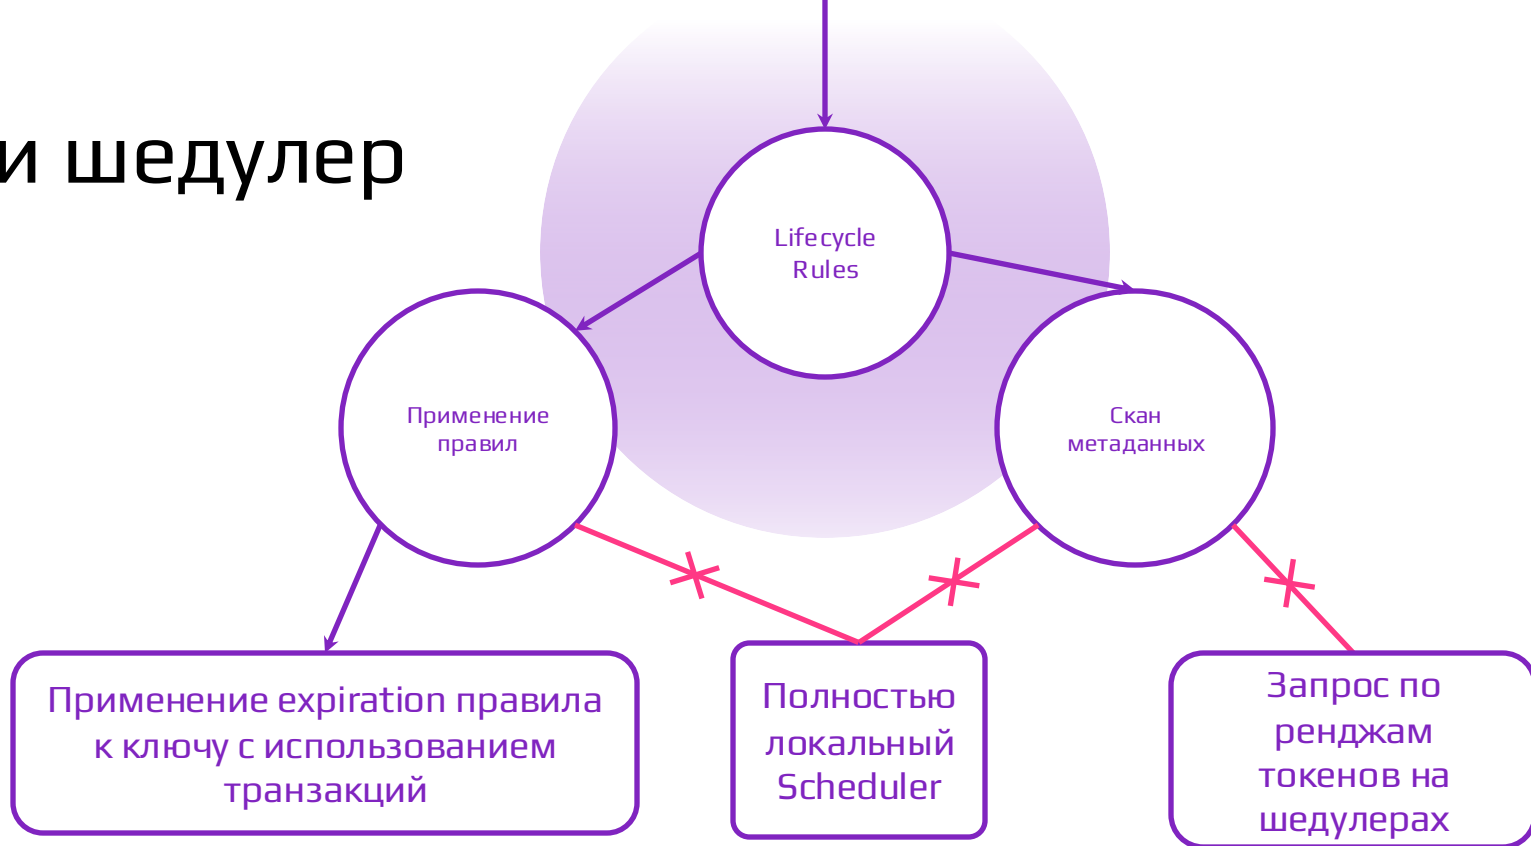 и шедулер
Lifecycle
Rules
Применение
правил
Скан
метаданных
Применение expiration правила
к ключу с использованием
транзакций
Полностью
локальный
Scheduler
Запрос по
ренджам
токенов на
шедулерах